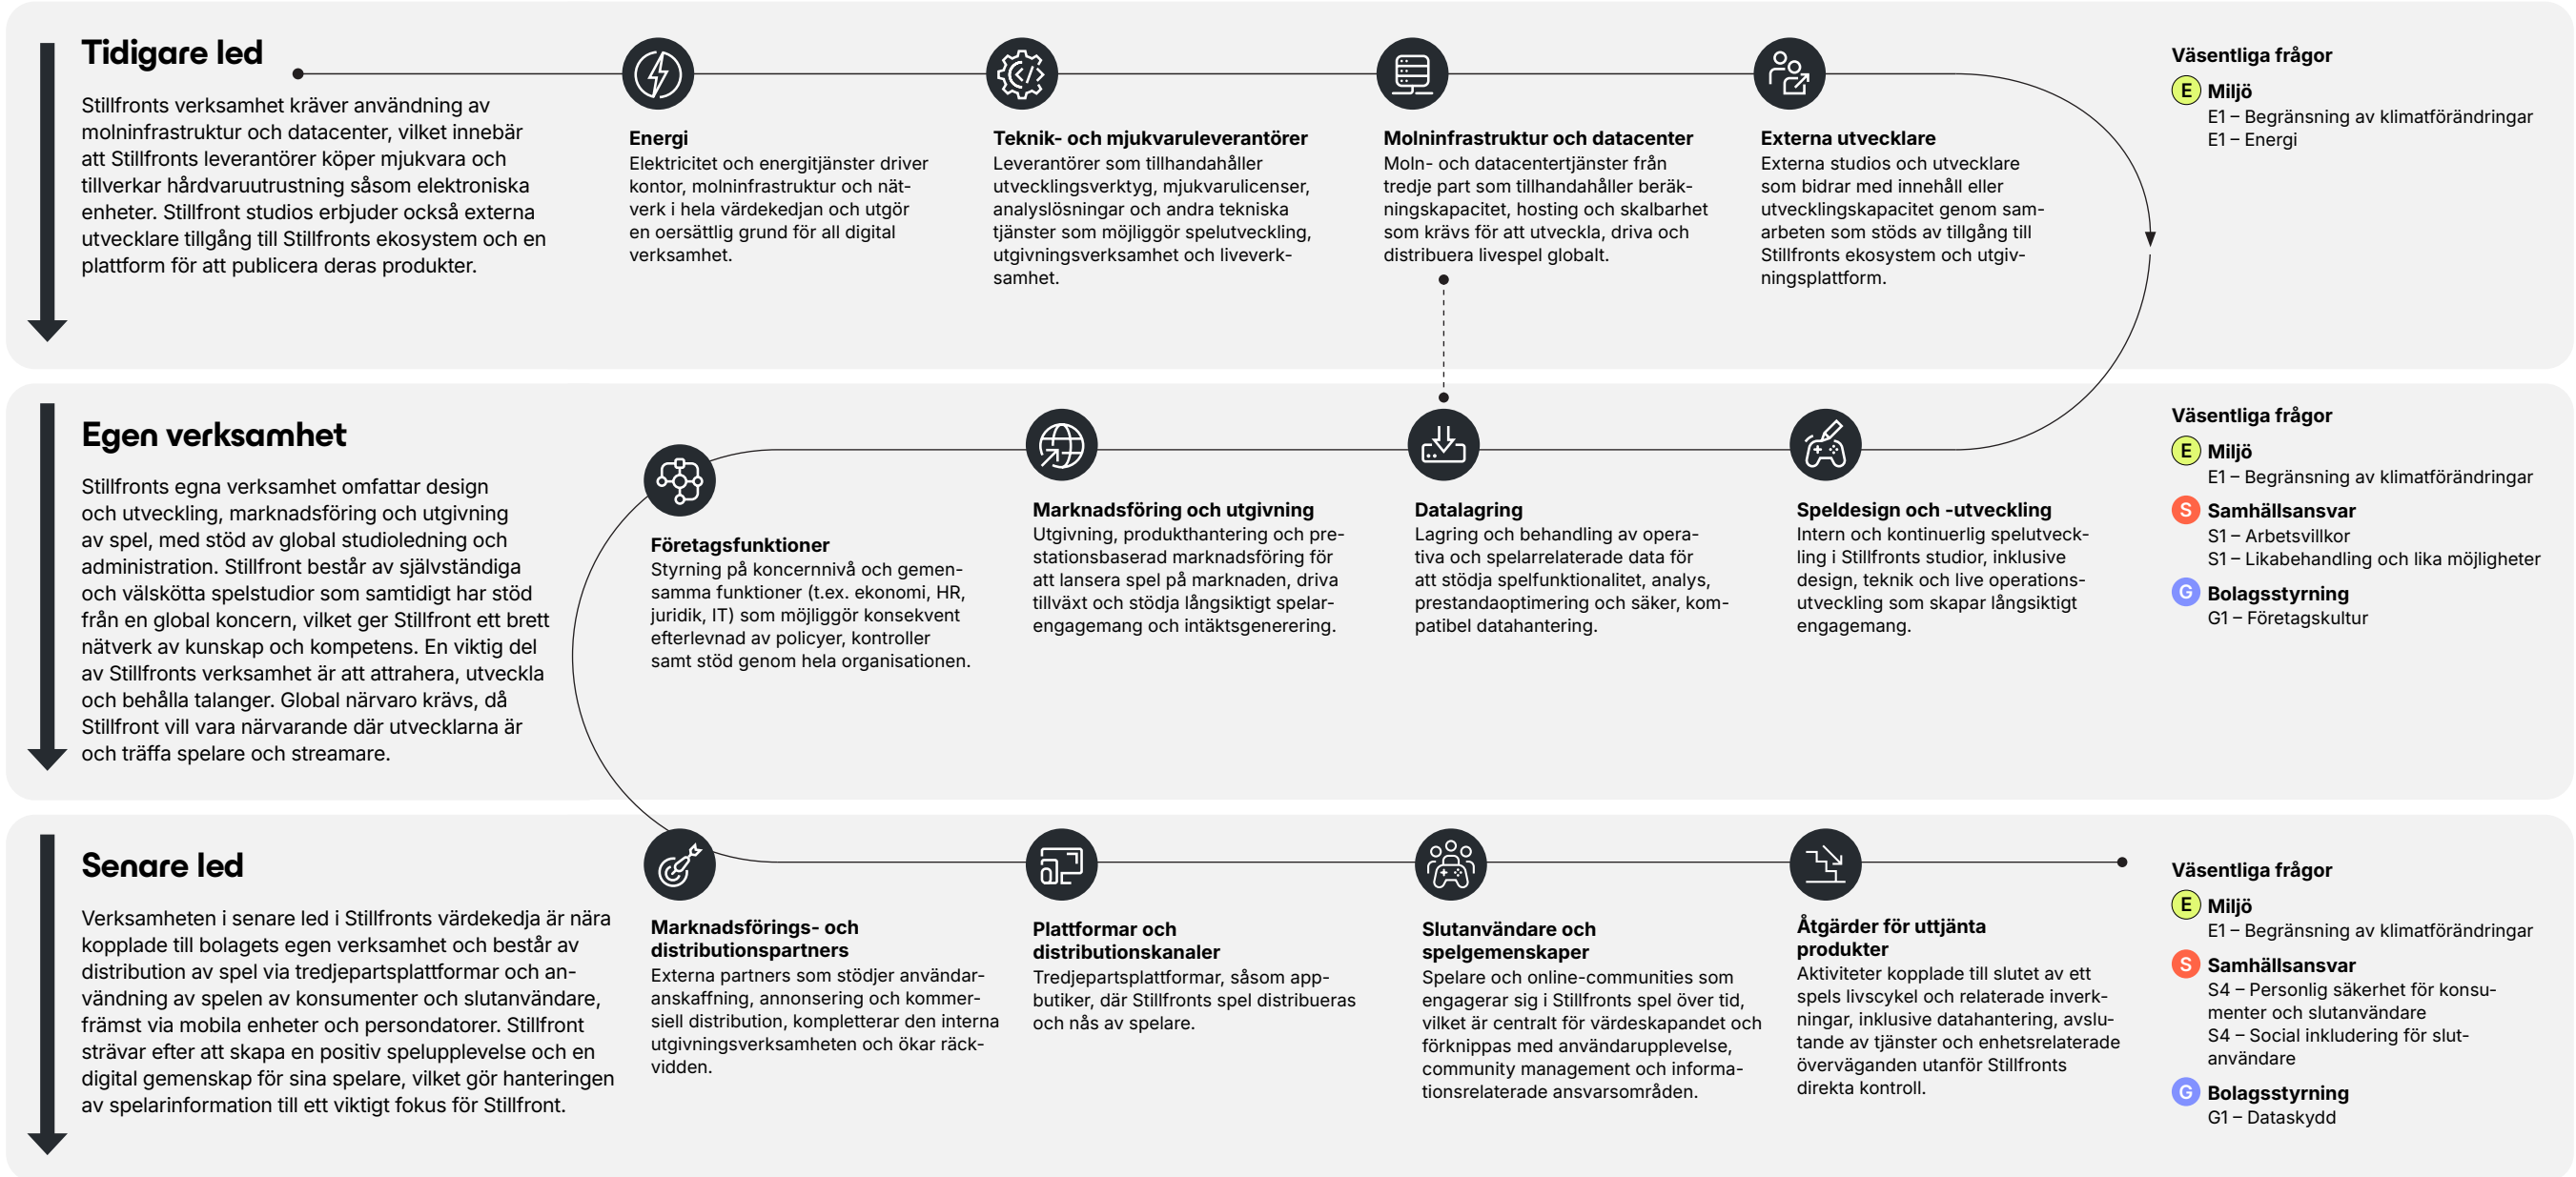 Tidigare led
Stillfronts verksamhet kräver användning av
molninfrastruktur och datacenter, vilket innebär
att Stillfronts leverantörer köper mjukvara och
tillverkar hårdvaruutrustning såsom elektroniska
enheter. Stillfront studios erbjuder också externa
utvecklare tillgång till Stillfronts ekosystem och en
plattform för att publicera deras produkter.
Energi
Elektricitet och energitjänster driver
kontor, molninfrastruktur och nät-
verk i hela värdekedjan och utgör
en oersättlig grund för all digital
verksamhet.
Teknik- och mjukvaruleverantörer
Leverantörer som tillhandahåller
utvecklingsverktyg, mjukvarulicenser,
analyslösningar och andra tekniska
tjänster som möjliggör spelutveckling,
utgivningsverksamhet och liveverk-
samhet.
Molninfrastruktur och datacenter
Moln- och datacentertjänster från
tredje part som tillhandahåller beräk-
ningskapacitet, hosting och skalbarhet
som krävs för att utveckla, driva och
distribuera livespel globalt.
Externa utvecklare
Externa studios och utvecklare
som bidrar med innehåll eller
utvecklingskapacitet genom sam-
arbeten som stöds av tillgång till
Stillfronts ekosystem och utgiv-
ningsplattform.
Väsentliga frågor
E Miljö
E1 – Begränsning av klimatförändringar
E1 – Energi
Egen verksamhet
Stillfronts egna verksamhet omfattar design
och utveckling, marknadsföring och utgivning
av spel, med stöd av global studioledning och
administration. Stillfront består av självständiga
och välskötta spelstudior som samtidigt har stöd
från en global koncern, vilket ger Stillfront ett brett
nätverk av kunskap och kompetens. En viktig del
av Stillfronts verksamhet är att attrahera, utveckla
och behålla talanger. Global närvaro krävs, då
Stillfront vill vara närvarande där utvecklarna är
och träffa spelare och streamare.
Företagsfunktioner
Styrning på koncernnivå och gemen-
samma funktioner (t.ex. ekonomi, HR,
juridik, IT) som möjliggör konsekvent
efterlevnad av policyer, kontroller
samt stöd genom hela organisationen.
Marknadsföring och utgivning
Utgivning, produkthantering och pre-
stationsbaserad marknadsföring för
att lansera spel på marknaden, driva
tillväxt och stödja långsiktigt spelar-
engagemang och intäktsgenerering.
Datalagring
Lagring och behandling av opera-
tiva och spelarrelaterade data för
att stödja spelfunktionalitet, analys,
prestandaoptimering och säker, kom-
patibel datahantering.
Speldesign och -utveckling
Intern och kontinuerlig spelutveck-
ling i Stillfronts studior, inklusive
design, teknik och live operations-
utveckling som skapar långsiktigt
engagemang.
Väsentliga frågor
E Miljö
E1 – Begränsning av klimatförändringar
S Samhällsansvar
S1 – Arbetsvillkor
S1 – Likabehandling och lika möjligheter
G Bolagsstyrning
G1 – Företagskultur
Senare led
Verksamheten i senare led i Stillfronts värdekedja är nära
kopplade till bolagets egen verksamhet och består av
distribution av spel via tredjepartsplattformar och an-
vändning av spelen av konsumenter och slutanvändare,
främst via mobila enheter och persondatorer. Stillfront
strävar efter att skapa en positiv spelupplevelse och en
digital gemenskap för sina spelare, vilket gör hanteringen
av spelarinformation till ett viktigt fokus för Stillfront.
Marknadsförings- och
distributionspartners
Externa partners som stödjer användar-
anskaffning, annonsering och kommer-
siell distribution, kompletterar den interna
utgivningsverksamheten och ökar räck-
vidden.
Plattformar och
distributionskanaler
Tredjepartsplattformar, såsom app-
butiker, där Stillfronts spel distribueras
och nås av spelare.
Slutanvändare och
spelgemenskaper
Spelare och online-communities som
engagerar sig i Stillfronts spel över tid,
vilket är centralt för värdeskapandet och
förknippas med användarupplevelse,
community management och informa-
tionsrelaterade ansvarsområden.
Åtgärder för uttjänta
produkter
Aktiviteter kopplade till slutet av ett
spels livscykel och relaterade inverk-
ningar, inklusive datahantering, avslu-
tande av tjänster och enhetsrelaterade
överväganden utanför Stillfronts
direkta kontroll.
Väsentliga frågor
E Miljö
E1 – Begränsning av klimatförändringar
S Samhällsansvar
S4 – Personlig säkerhet för konsu-
menter och slutanvändare
S4 – Social inkludering för slut-
användare
G Bolagsstyrning
G1 – Dataskydd